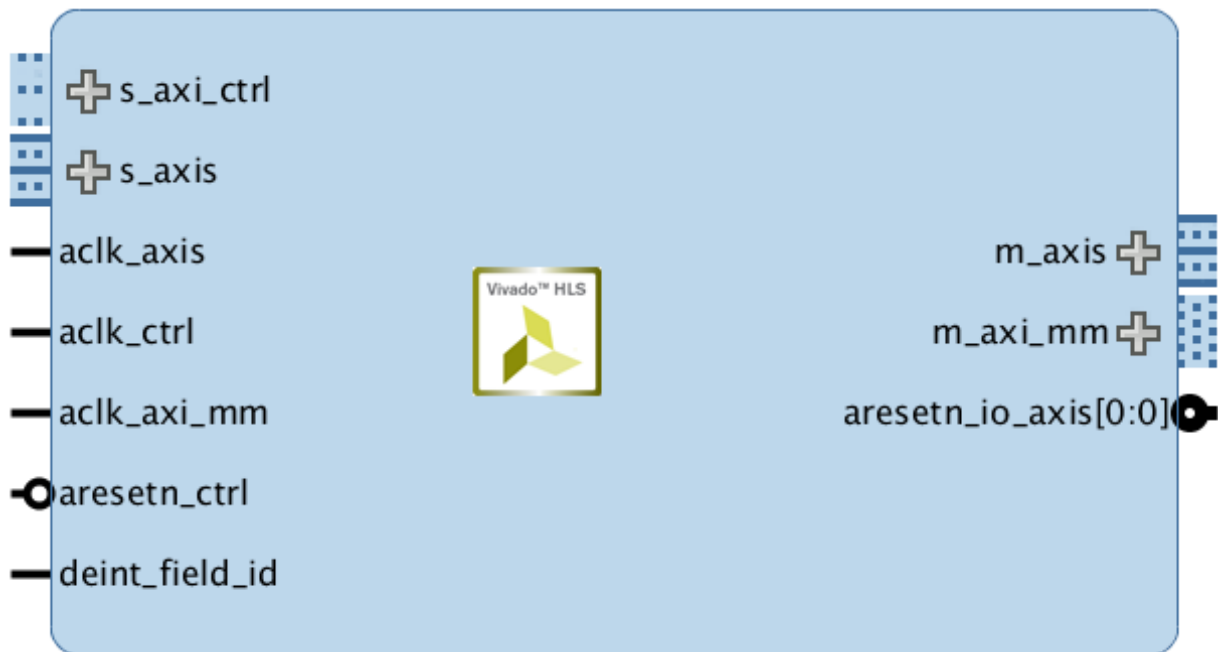 s_axi_ctrl
s_axis
aclk_axis
aclk_ctrl
aclk_axi_mm
aresetn_ctrl
deint_field_id
Vivado™ HLS
m_axis
m_axi_mm
aresetn_io_axis[0:0]